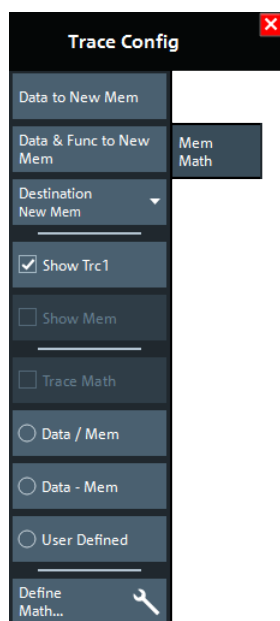 Trace Config
Data to New Mem
Data & Func to New
Mem
Mem
Math
Destination
New Mem
Show Trc1
Show Mem
Trace Math
Data / Mem
Data - Mem
User Defined
Define
Math...